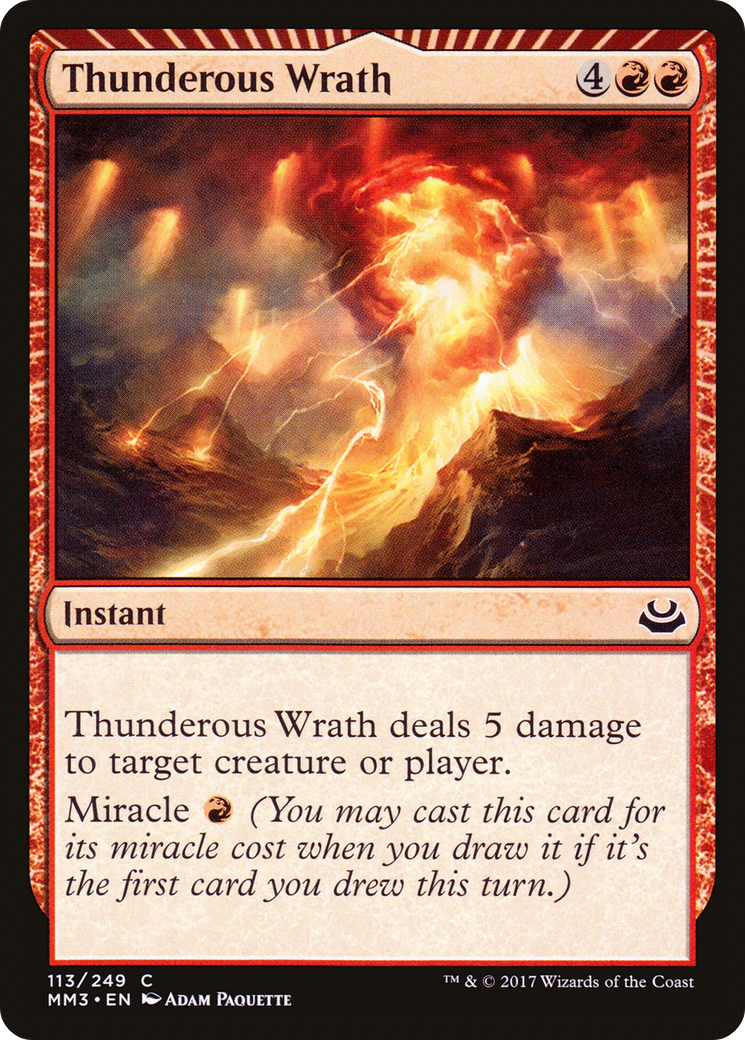 Thunderous Wrath 4
Instant
Thunderous Wrath deals 5 damage
to target creature or player.
Miracle (You may cast this card for
its miracle cost when you draw it if it's
the first card you drew this turn.)
113/249 C
MM3 • EN Adam Paquette
™ & © 2017 Wizards of the Coast